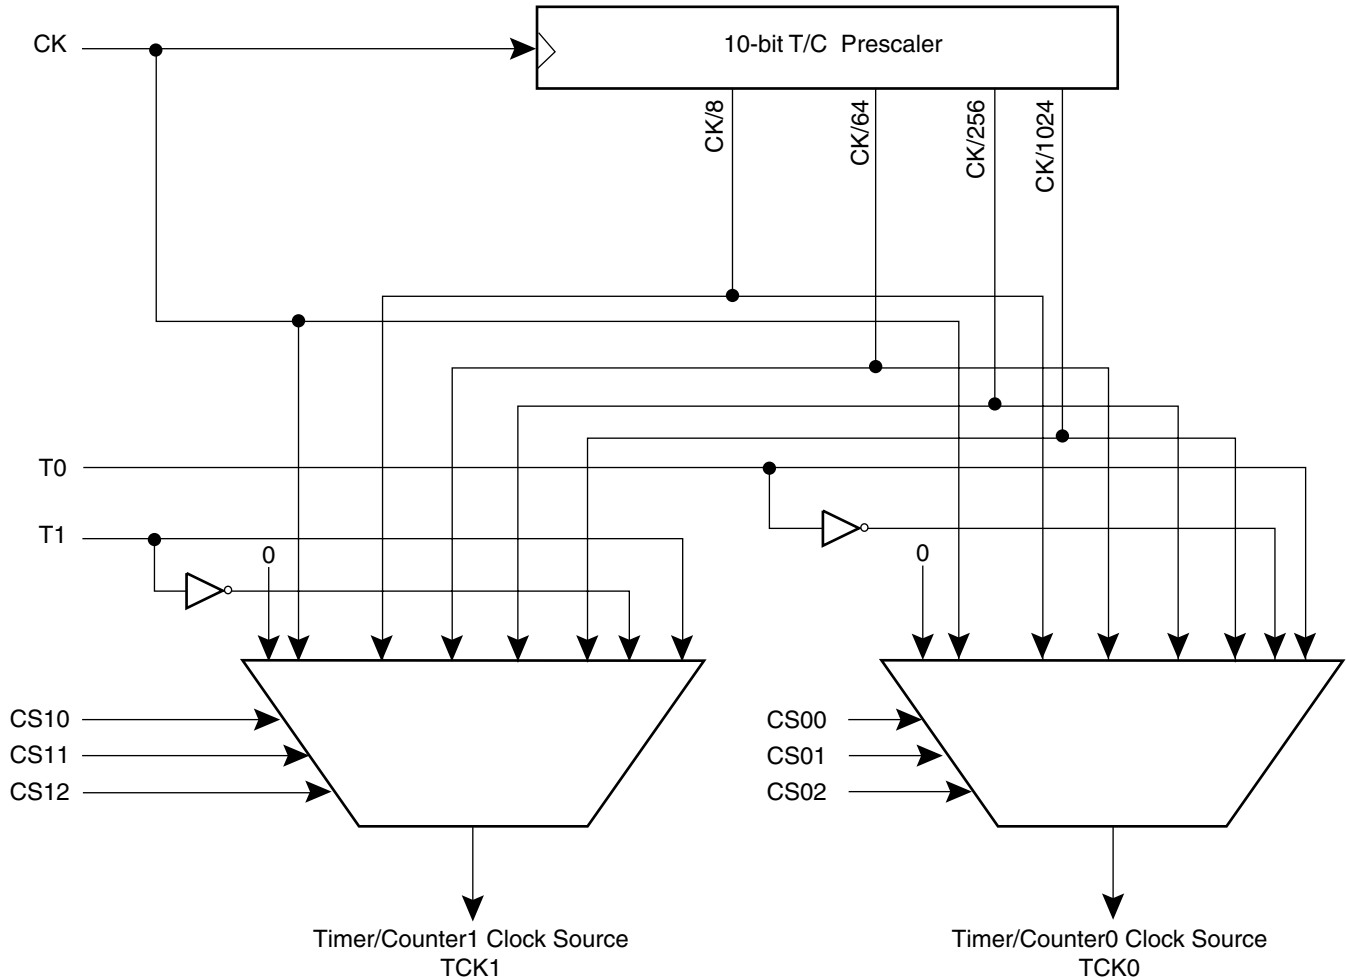 CK
10-bit T/C Prescaler
CK/8
CK/64
CK/256
CK/1024
T0
T1
0
0
CS10
CS11
CS12
CS00
CS01
CS02
Timer/Counter1 Clock Source
TCK1
Timer/Counter0 Clock Source
TCK0